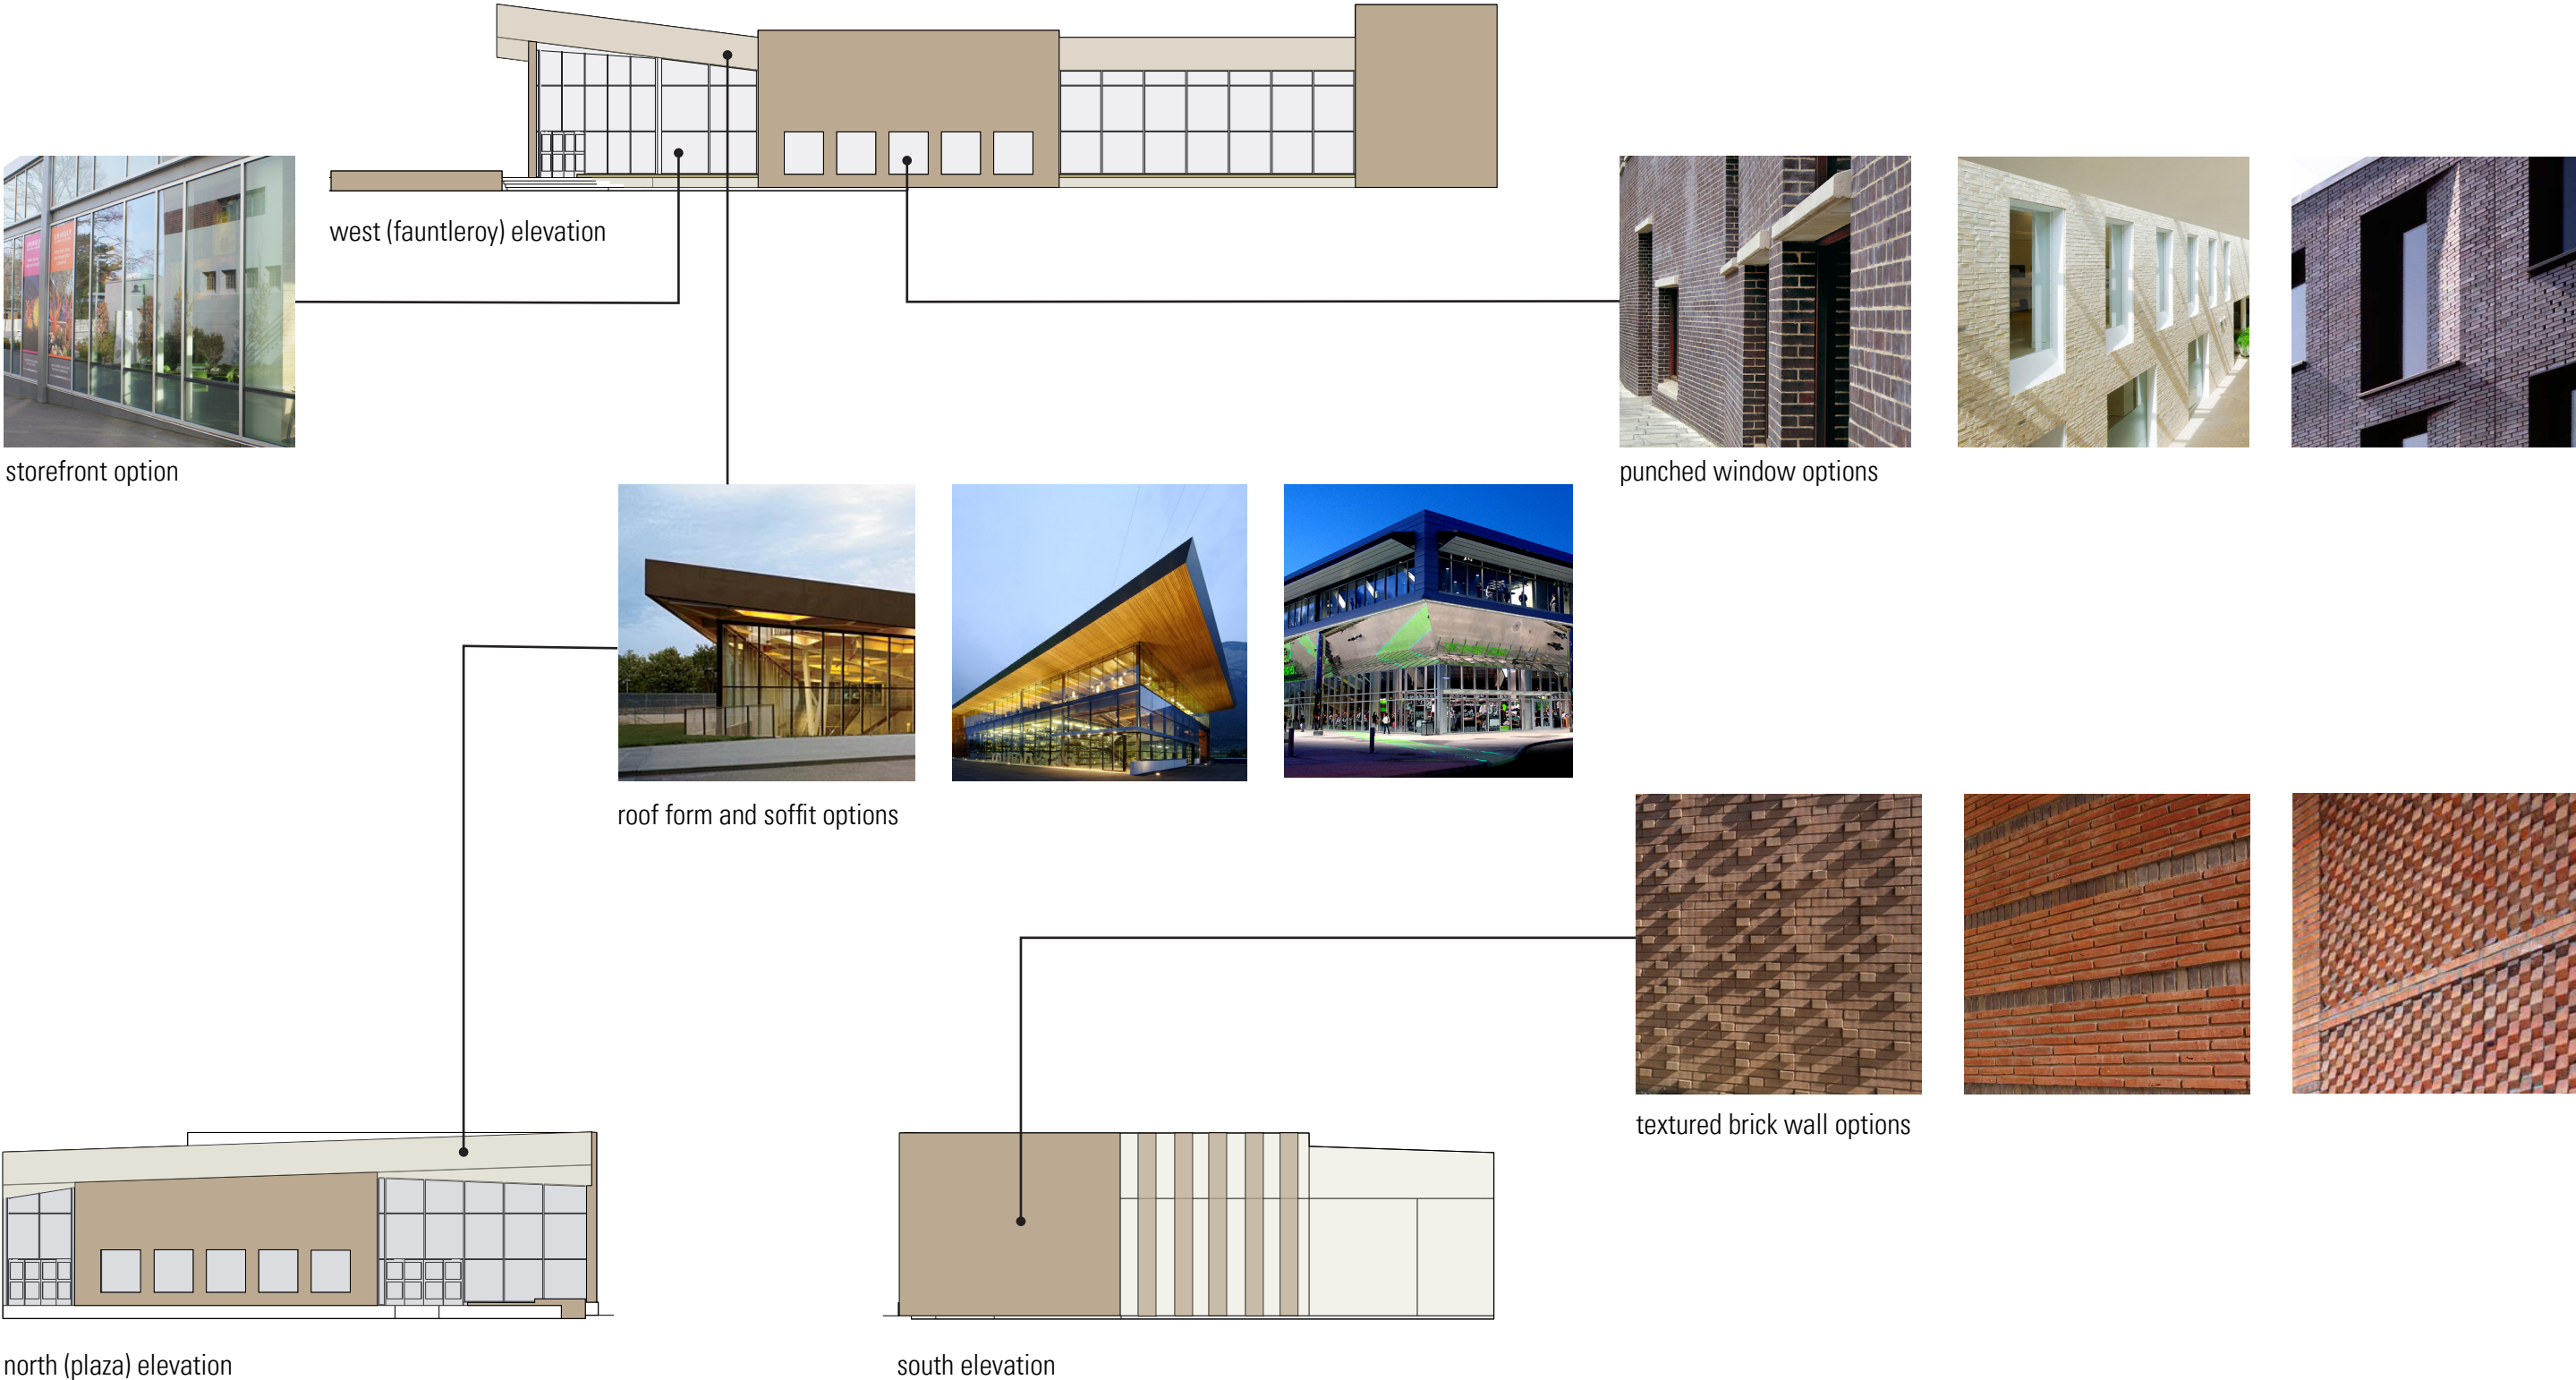 west (fauntleroy) elevation
storefront option
punched window options
roof form and soffit options
textured brick wall options
north (plaza) elevation
south elevation